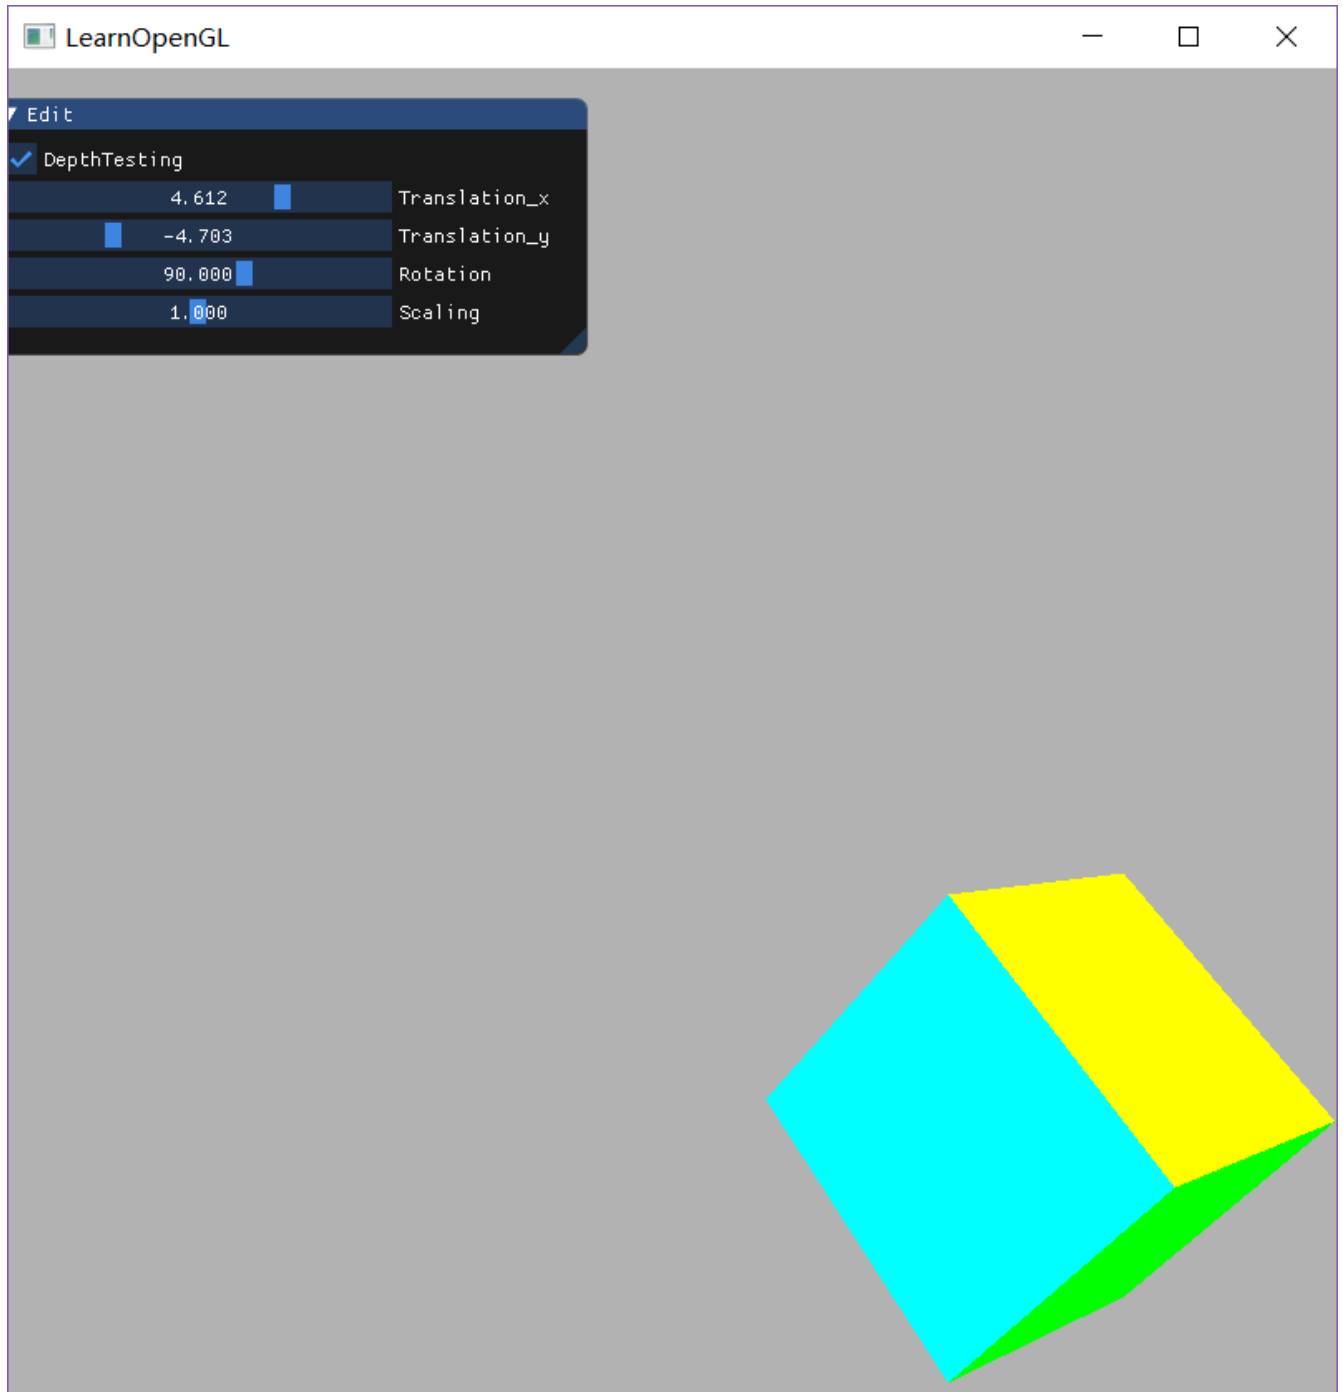 LearnOpenGL
Edit
DepthTesting
4.612 Translation_x
-4.703 Translation_y
90.000 Rotation
1.000 Scaling